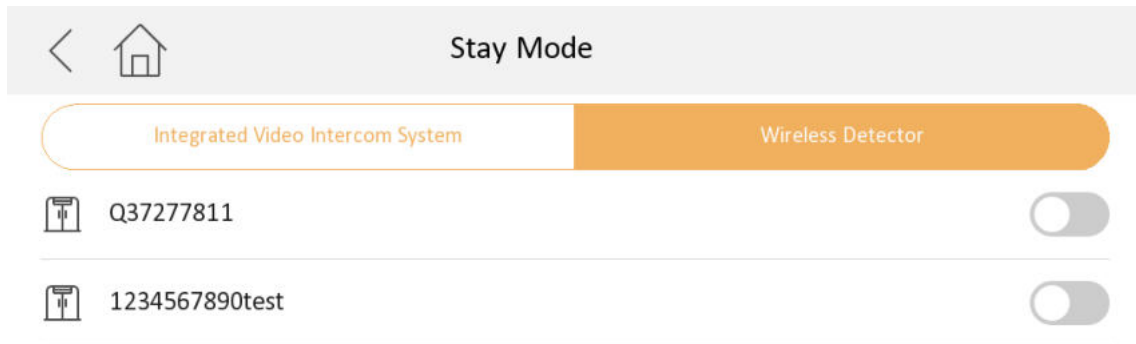 Stay Mode
Integrated Video Intercom System
Wireless Detector
Q37277811
1234567890test